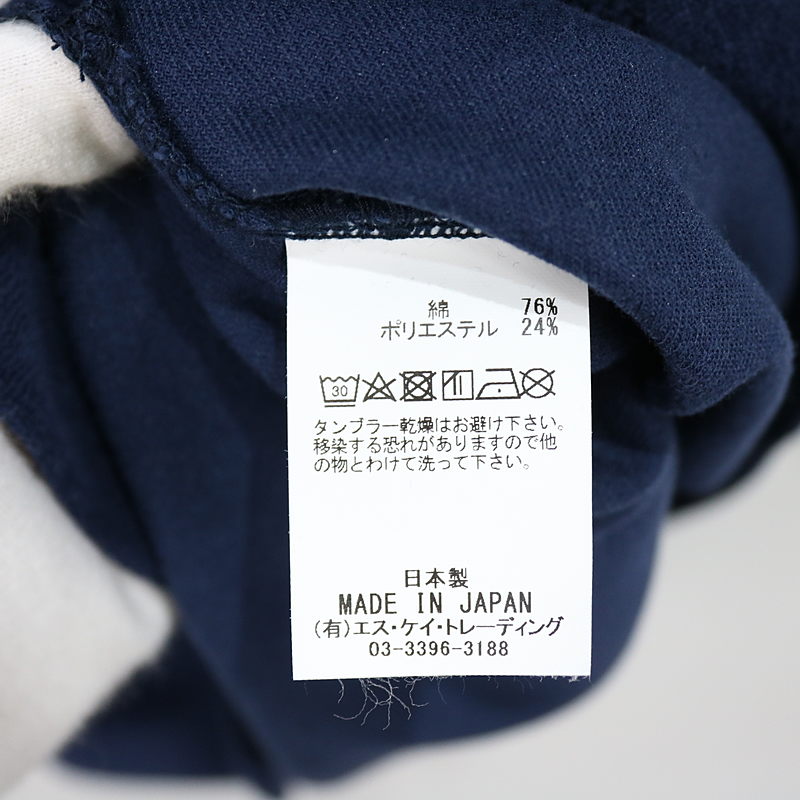 綿 76%
ポリエステル 24%
30
タンブラー乾燥はお避け下さい。
移染する恐れがありますので他
の物とわけて洗って下さい。
日本製
MADE IN JAPAN
(有)エス・ケイ・トレーディング
03-3396-3188